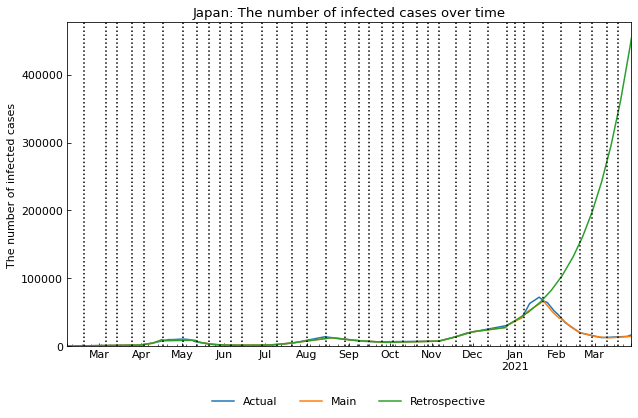 Japan: The number of infected cases over time
The number of infected cases
400000
300000
200000
100000
0
Mar Apr May Jun Jul Aug Sep Oct Nov Dec Jan Feb Mar
2021
Actual Main Retrospective